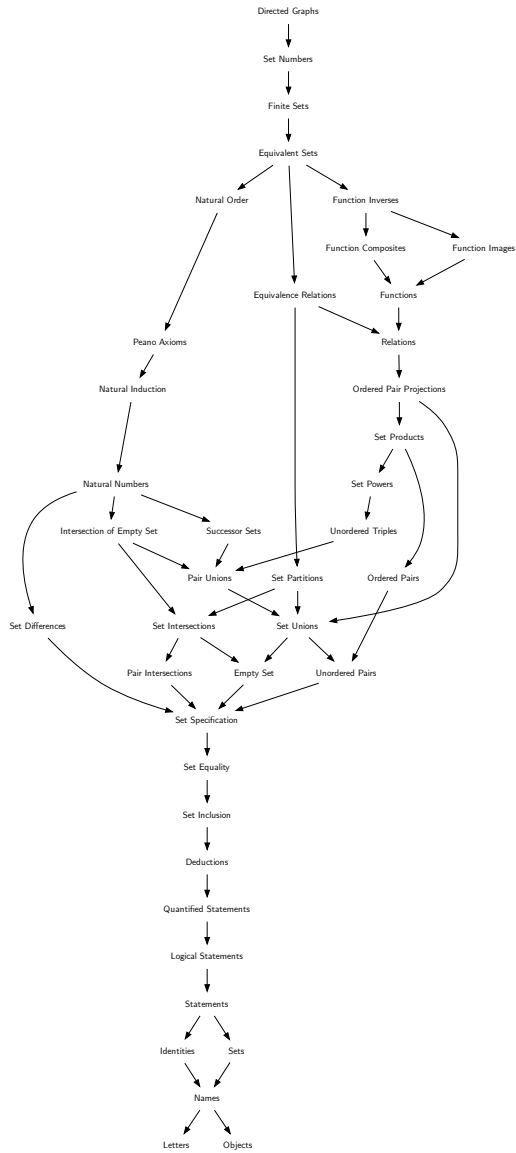 Directed Graphs
Set Numbers
Finite Sets
Equivalent Sets
Natural Order
Function Inverses
Function Composites
Function Images
Equivalence Relations
Functions
Peano Axioms
Relations
Natural Induction
Ordered Pair Projections
Set Products
Natural Numbers
Set Powers
Intersection of Empty Set
Successor Sets
Unordered Triples
Pair Unions
Set Partitions
Ordered Pairs
Set Differences
Set Intersections
Set Unions
Pair Intersections
Empty Set
Unordered Pairs
Set Specification
Set Equality
Set Inclusion
Deductions
Quantified Statements
Logical Statements
Statements
Identities
Sets
Names
Letters
Objects